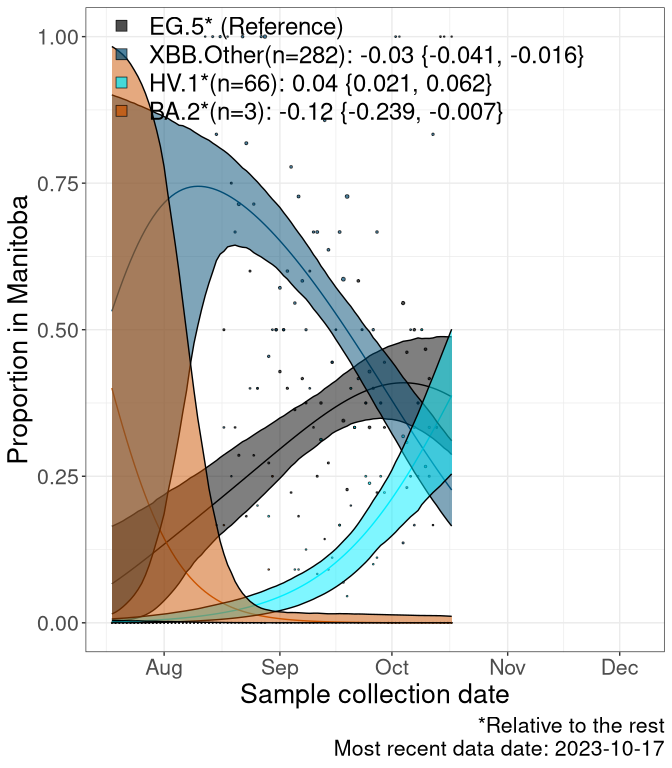 EG.5* (Reference)
XBB.Other(n=282): -0.03 {-0.041, -0.016}
HV.1*(n=66): 0.04 {0.021, 0.062}
BA.2*(n=3): -0.12 {-0.239, -0.007}
1.00
0.75
0.50
0.25
0.00
Proportion in Manitoba
Aug Sep Oct Nov Dec
Sample collection date
*Relative to the rest
Most recent data date: 2023-10-17